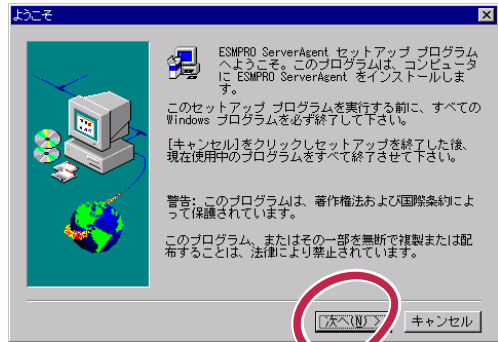 ようこそ
ESMPRO ServerAgent セットアップ プログラム
へようこそ。このプログラムは、コンピュータ
に ESMPRO ServerAgent をインストールしま
す。
このセットアップ プログラムを実行する前に、すべての
Windows プログラムを必ず終了して下さい。
[キャンセル]をクリックしセットアップを終了した後、
現在使用中のプログラムをすべて終了させて下さい。
警告: このプログラムは、著作権法および国際条約によ
って保護されています。
このプログラム、またはその一部を無断で複製または配
布することは、法律により禁止されています。
次へ(N) >
キャンセル